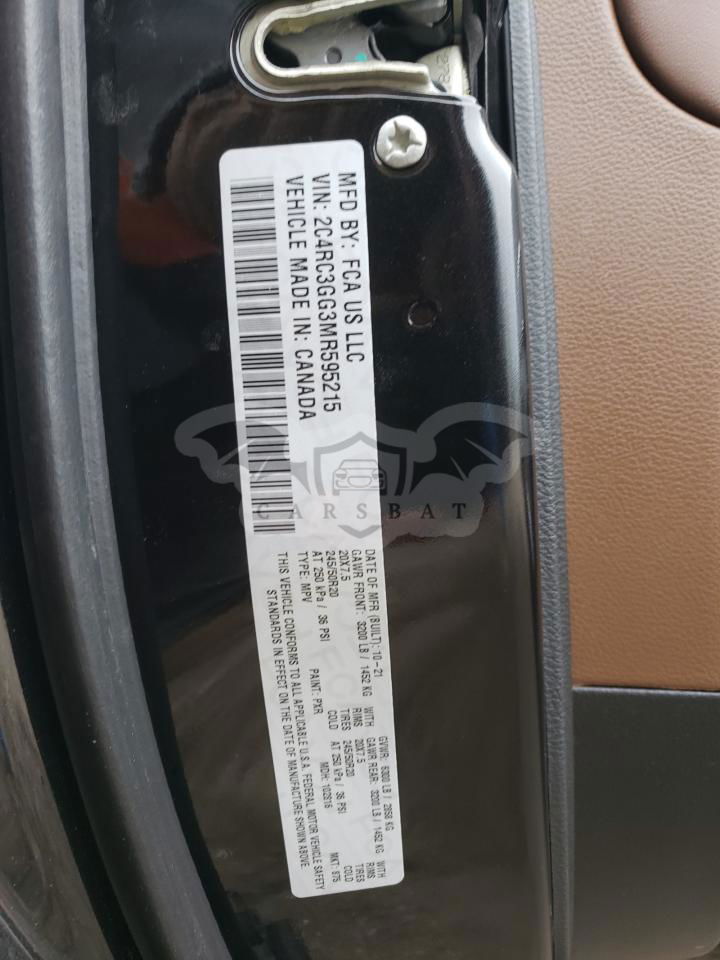 MFD BY: FCA US LLC
VIN: 2C4RC3GG3MR595215
VEHICLE MADE IN: CANADA
DATE OF MFR (BUILT): 10-21 GVWR: 6300 LB / 2858 KG
GAWR FRONT: 3200 LB / 1452 KG WITH GAWR REAR: 3200 LB / 1452 KG WITH
20X7.5 RIMS 20X7.5 RIMS
245/50R20 TIRES 245/50R20 TIRES
AT 250 kPa / 36 PSI COLD AT 250 kPa / 36 PSI COLD
TYPE: MPV PAINT: PXR MDH: 102616 MKT: 875
THIS VEHICLE CONFORMS TO ALL APPLICABLE U.S.A. FEDERAL MOTOR VEHICLE SAFETY
STANDARDS IN EFFECT ON THE DATE OF MANUFACTURE SHOWN ABOVE.
CARSBAT